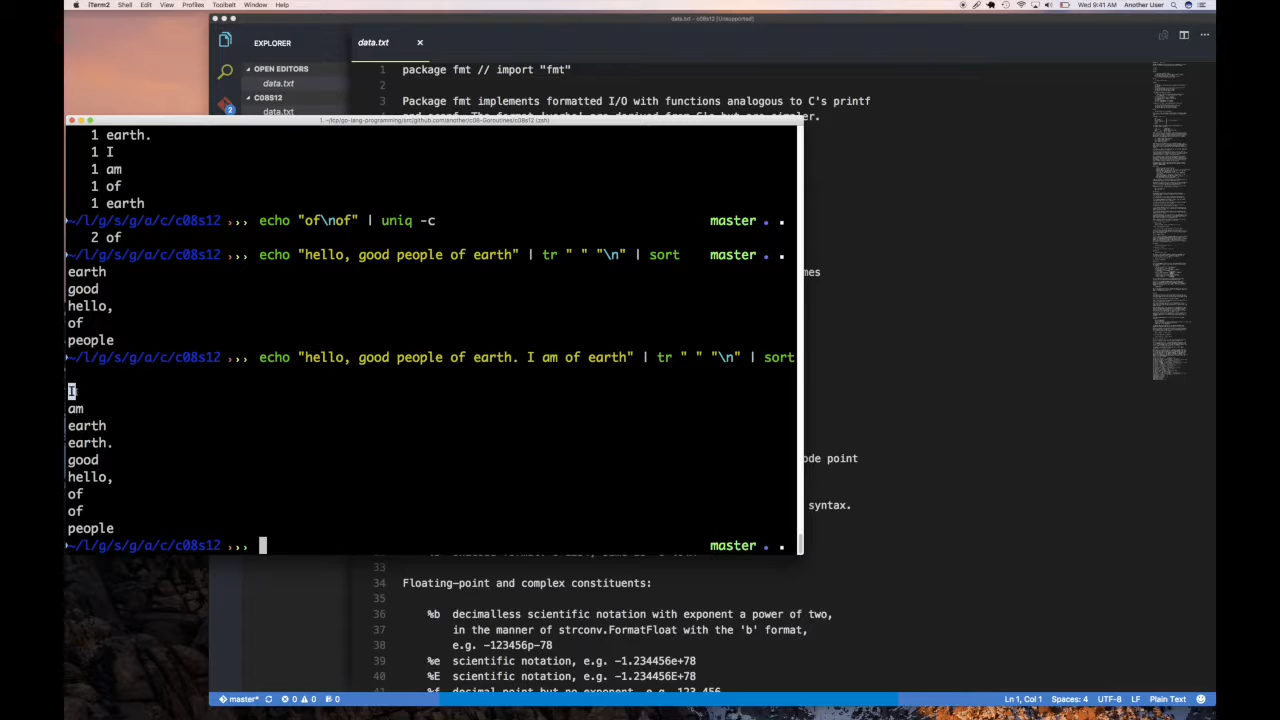 iTerm2 Shell Edit View Profiles Toolbelt Window Help Wed 9:41 AM Another User
data.txt - c08s12 [Unsupported]
EXPLORER
data.txt
OPEN EDITORS
data.txt
C08S12
data.txt
2
1 package fmt // import "fmt"
2
3 Package fmt implements formatted I/O with functions analogous to C's printf
1 earth.
1 I
1 am
1 of
1 earth
~/l/g/s/g/a/c/c08s12 ››› echo "of\nof" | uniq -c master . .
2 of
~/l/g/s/g/a/c/c08s12 ››› echo "hello, good people of earth" | tr " " "\n" | sort master . .
earth
good
hello,
of
people
~/l/g/s/g/a/c/c08s12 ››› echo "hello, good people of earth. I am of earth" | tr " " "\n" | sort
I
am
earth
earth.
good
hello,
of
of
people
~/l/g/s/g/a/c/c08s12 ››› master . .
mes
ode point
syntax.
33
34 Floating-point and complex constituents:
35
36 %b decimalless scientific notation with exponent a power of two,
37 in the manner of strconv.FormatFloat with the 'b' format,
38 e.g. -123456p-78
39 %e scientific notation, e.g. -1.234456e+78
40 %E scientific notation, e.g. -1.234456E+78
master* 0 0 0 Ln 1, Col 1 Spaces: 4 UTF-8 LF Plain Text